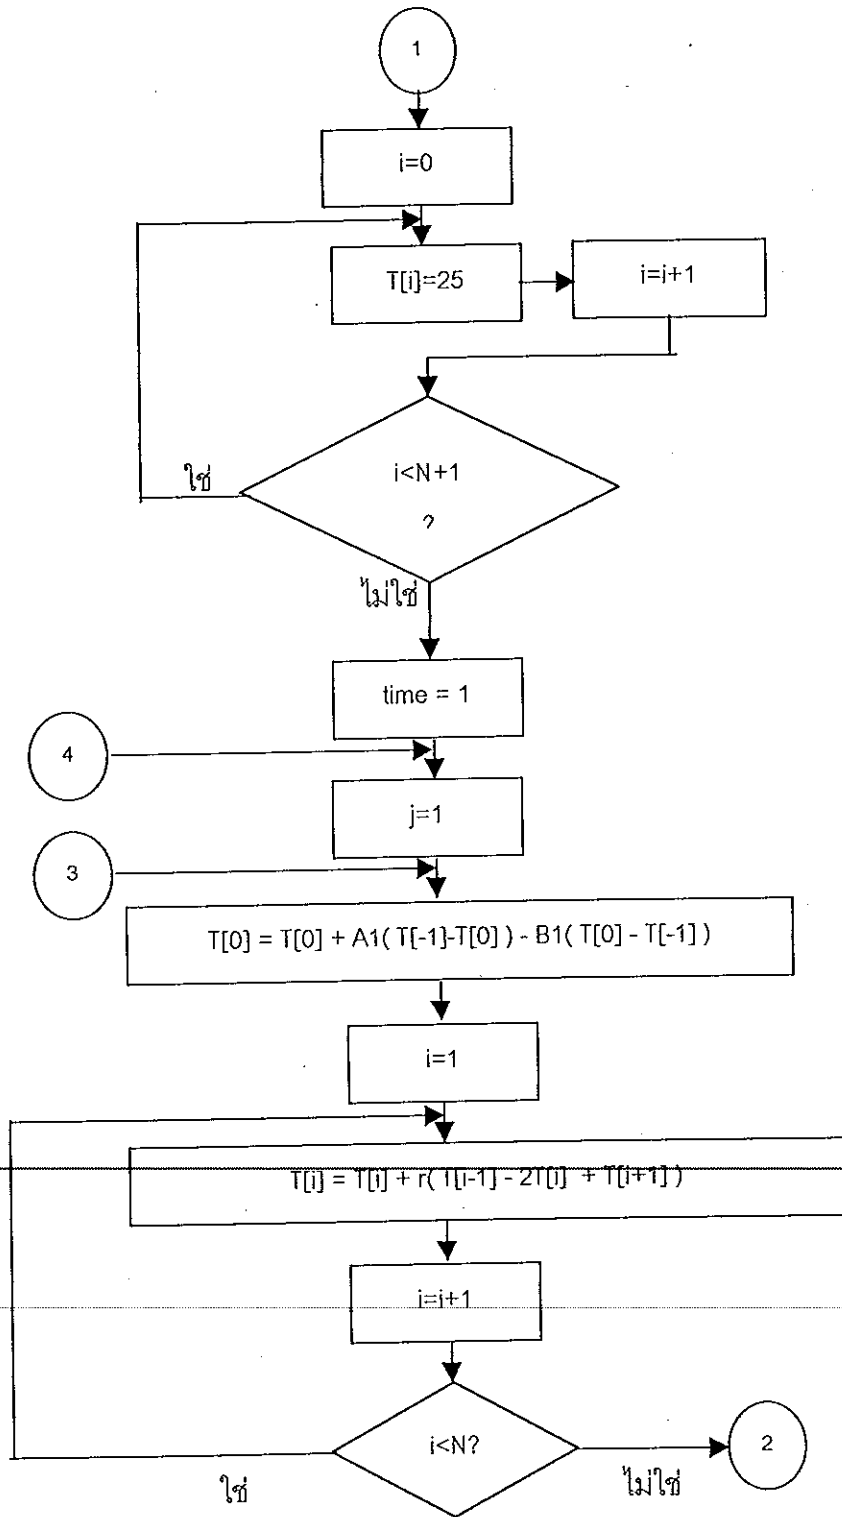 1
i=0
T[i]=25
i=i+1
i<N+1
?
ใช่
ไม่ใช่
time = 1
4
j=1
3
T[0] = T[0] + A1( T[-1]-T[0] ) - B1( T[0] - T[-1] )
i=1
T[i] = T[i] + r( T[i-1] - 2T[i] + T[i+1] )
i=i+1
i<N?
2
ใช่
ไม่ใช่